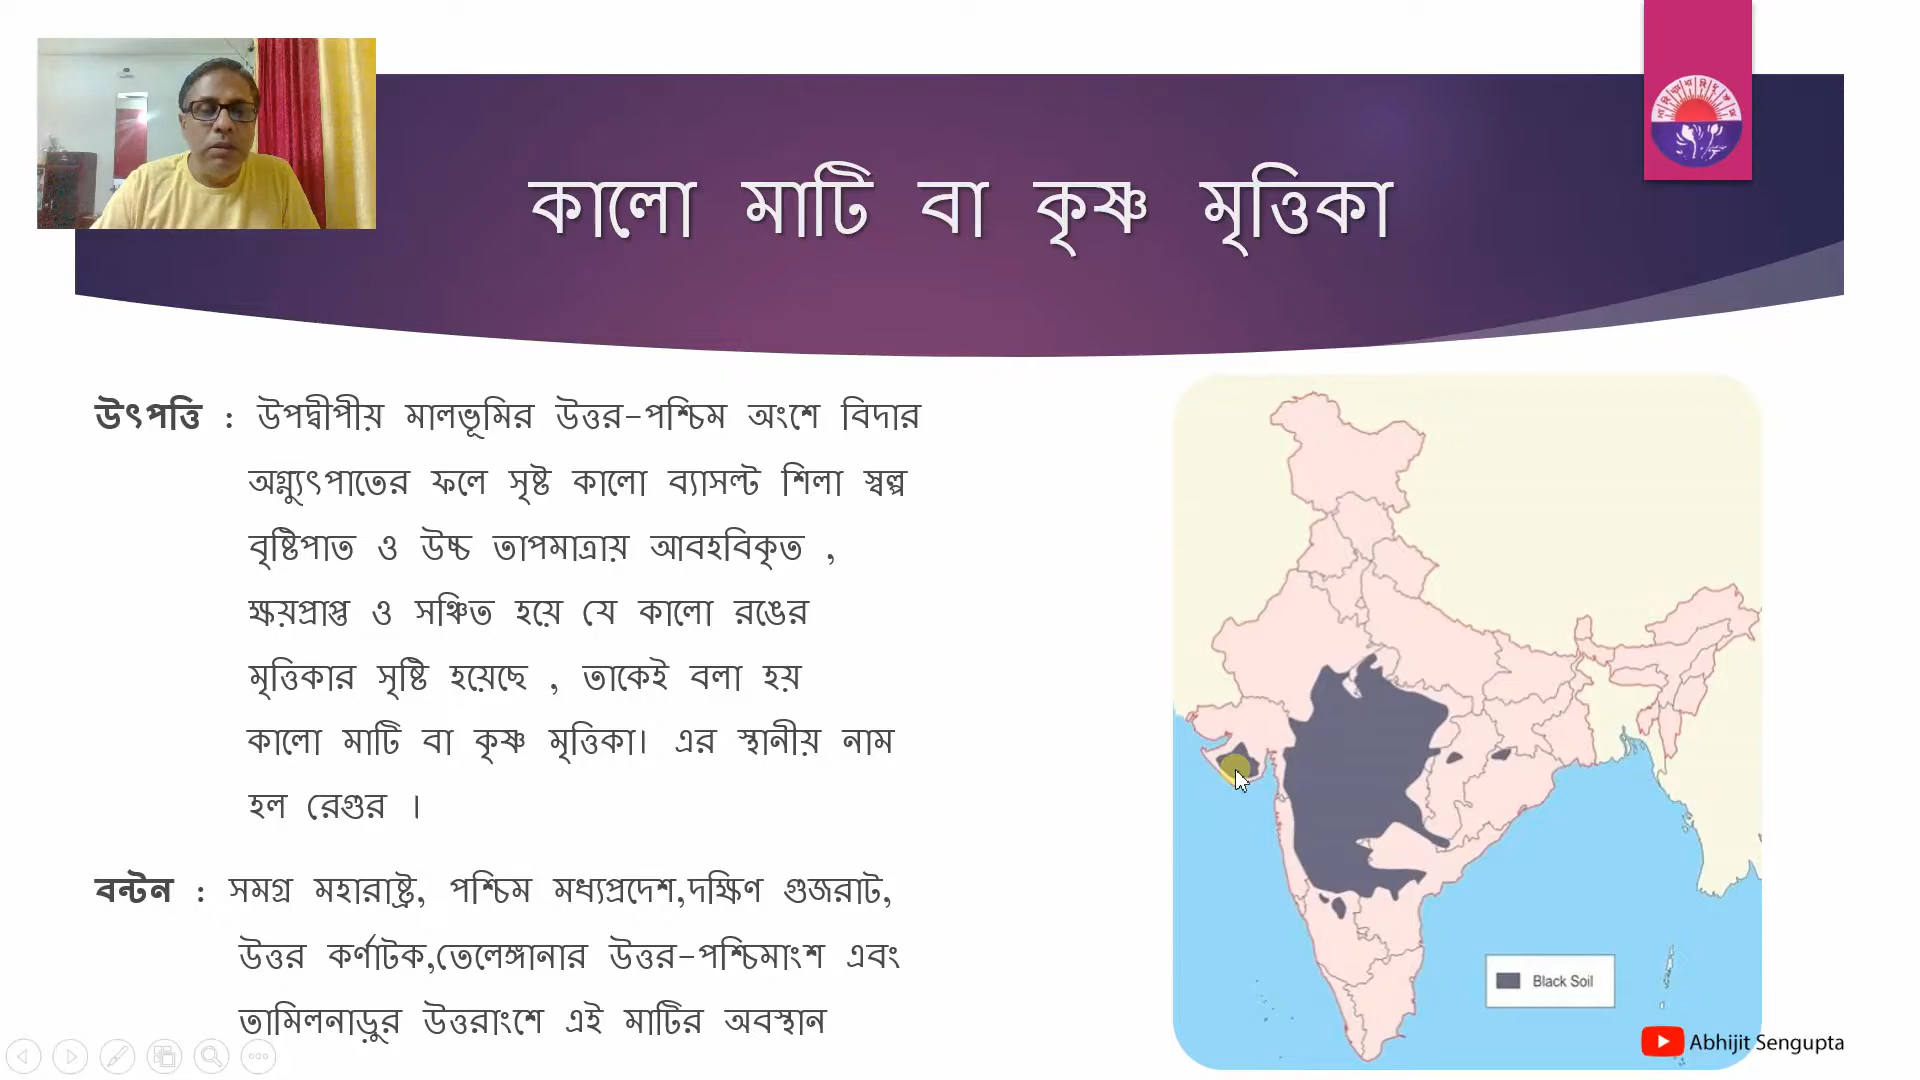 কালো মাটি বা কৃষ্ণ মৃত্তিকা
উৎপত্তি : উপদ্বীপীয় মালভূমির উত্তর-পশ্চিম অংশে বিদার
অগ্ন্যুৎপাতের ফলে সৃষ্ট কালো ব্যাসল্ট শিলা স্বল্প
বৃষ্টিপাত ও উচ্চ তাপমাত্রায় আবহবিকৃত ,
ক্ষয়প্রাপ্ত ও সঞ্চিত হয়ে যে কালো রঙের
মৃত্তিকার সৃষ্টি হয়েছে , তাকেই বলা হয়
কালো মাটি বা কৃষ্ণ মৃত্তিকা। এর স্থানীয় নাম
হল রেগুর ।
বন্টন : সমগ্র মহারাষ্ট্র, পশ্চিম মধ্যপ্রদেশ,দক্ষিণ গুজরাট,
উত্তর কর্ণাটক,তেলেঙ্গানার উত্তর-পশ্চিমাংশ এবং
তামিলনাড়ুর উত্তরাংশে এই মাটির অবস্থান
Black Soil
Abhijit Sengupta